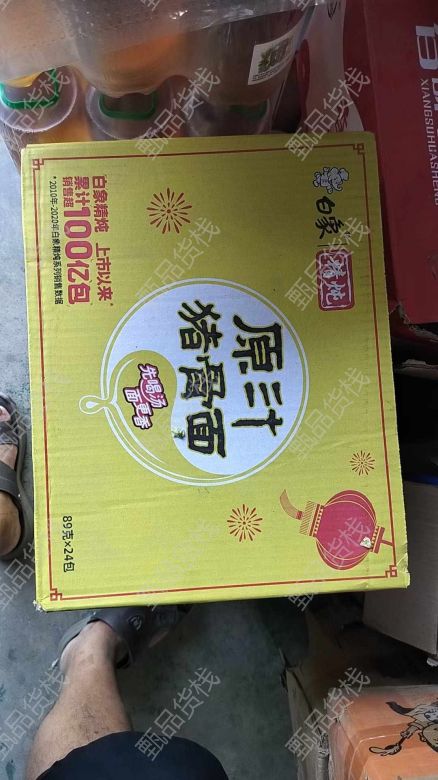 白象
精炖
原汁
猪骨面
先喝汤
面更香
白象精炖 上市以来*
累计销售超100亿包
*2010年-2020年白象精炖系列销售数据
89克×24包
XIANGSUHUASHENG
甄品货栈